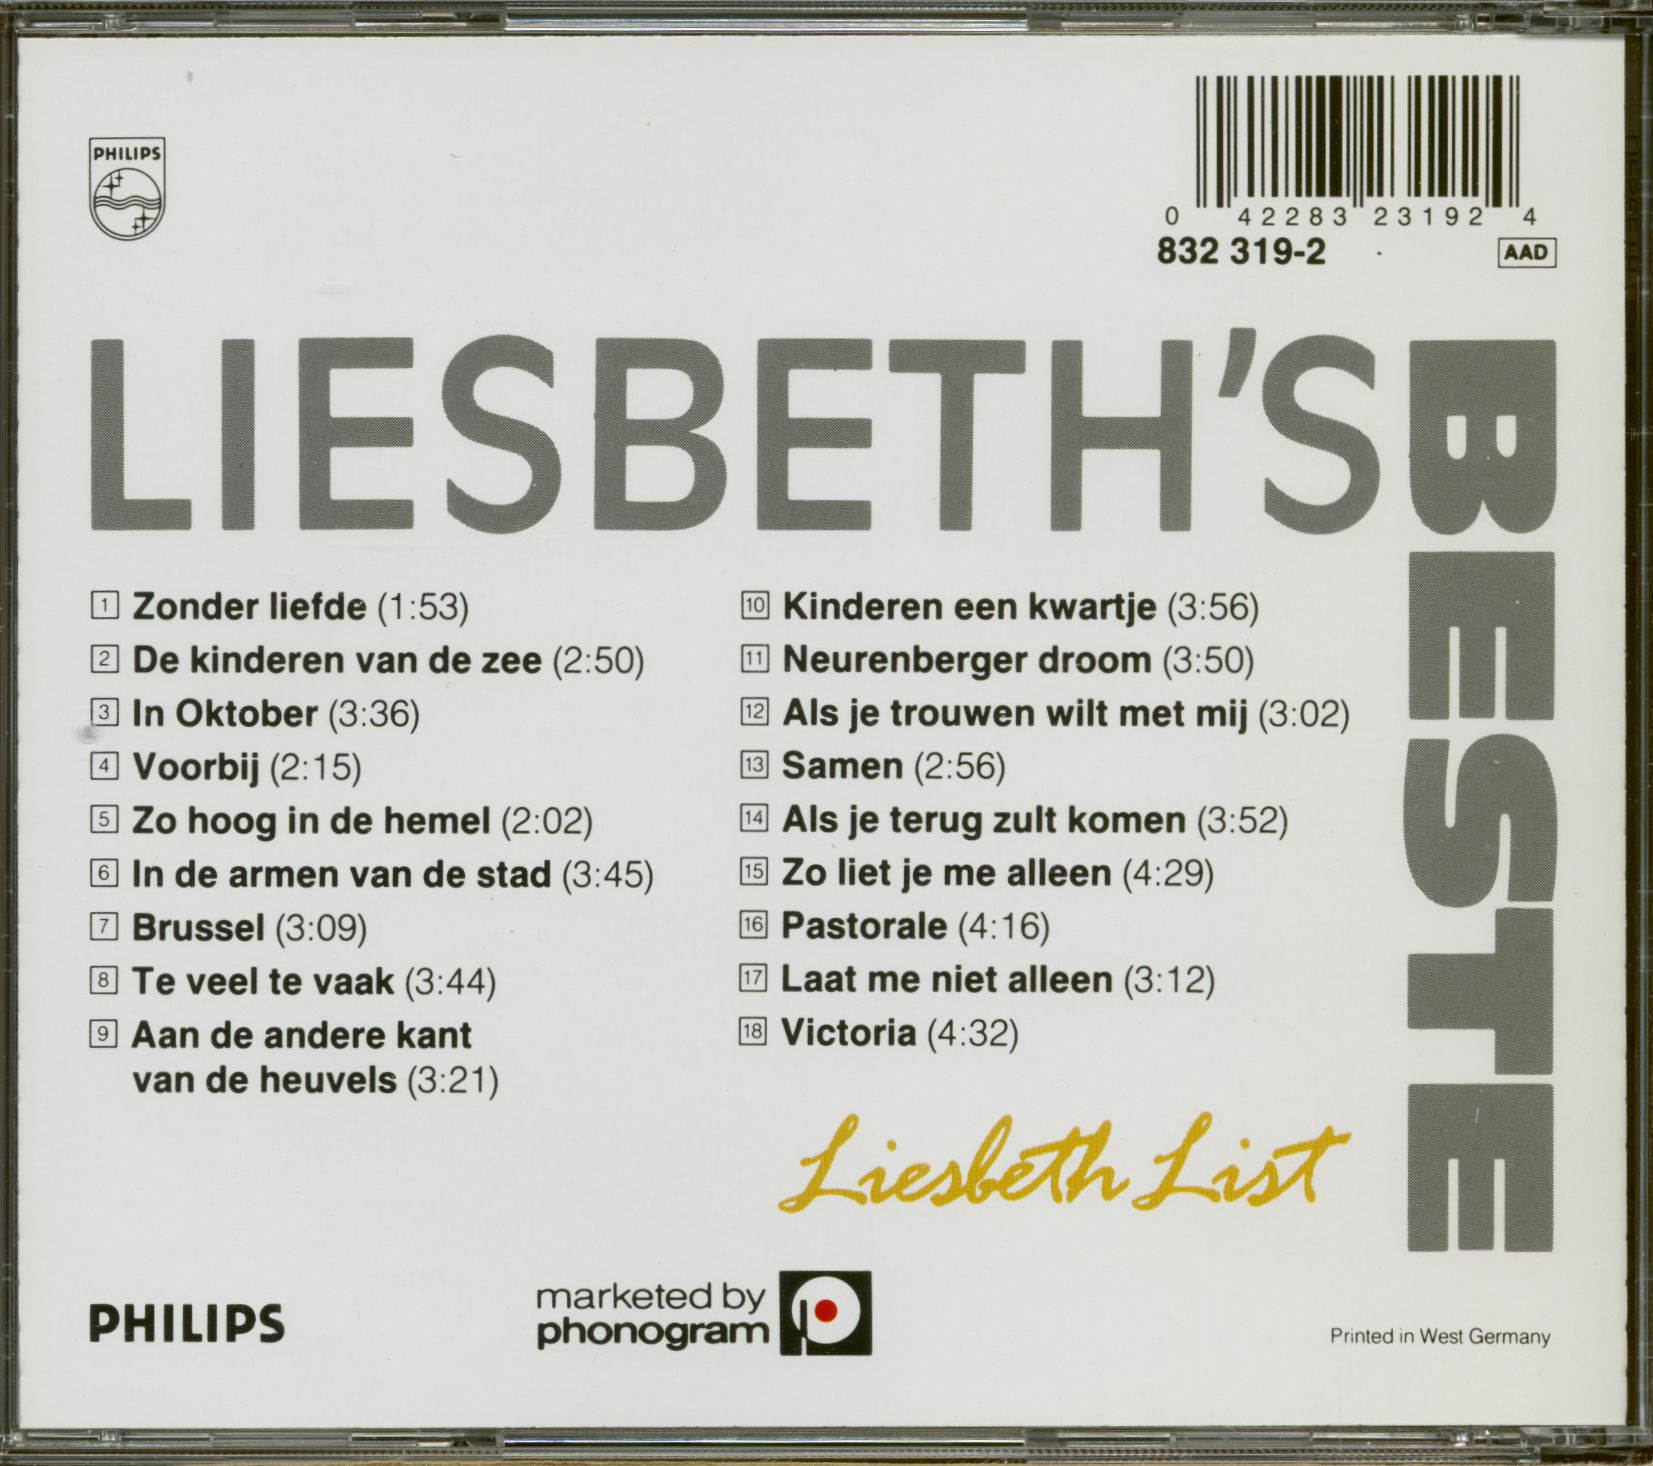 PHILIPS
0 42283 23192 4
832 319-2 AAD
LIESBETH'S
BESTE
1 Zonder liefde (1:53)
2 De kinderen van de zee (2:50)
3 In Oktober (3:36)
4 Voorbij (2:15)
5 Zo hoog in de hemel (2:02)
6 In de armen van de stad (3:45)
7 Brussel (3:09)
8 Te veel te vaak (3:44)
9 Aan de andere kant
van de heuvels (3:21)
10 Kinderen een kwartje (3:56)
11 Neurenberger droom (3:50)
12 Als je trouwen wilt met mij (3:02)
13 Samen (2:56)
14 Als je terug zult komen (3:52)
15 Zo liet je me alleen (4:29)
16 Pastorale (4:16)
17 Laat me niet alleen (3:12)
18 Victoria (4:32)
Liesbeth List
PHILIPS
marketed by
phonogram
Printed in West Germany